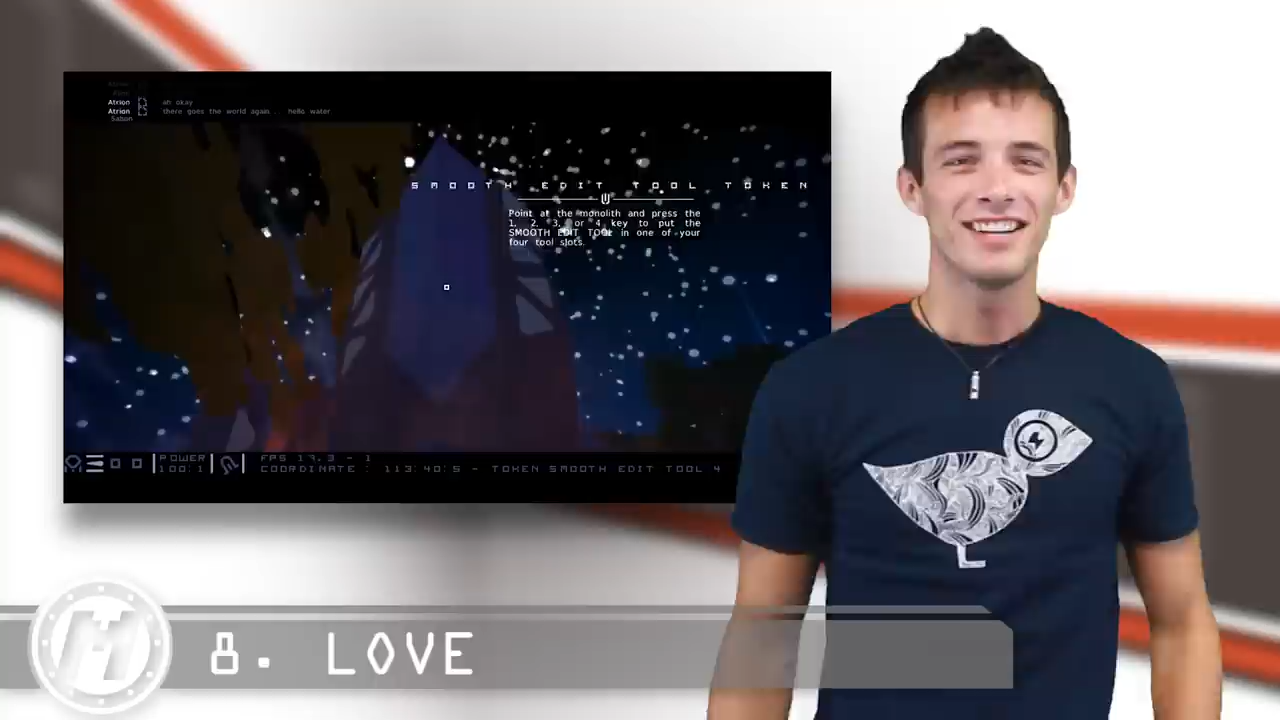 Atrion ah okay
Atrion there goes the world again... hello water
Sabon
SMOOTH EDIT TOOL TOKEN
Point at the monolith and press the
1, 2, 3, or 4 key to put the
SMOOTH EDIT TOOL in one of your
four tool slots.
POWER FPS 17.3 - 1
100:1 COORDINATE : 113:40:5 - TOKEN SMOOTH EDIT TOOL 4
H 8. LOVE